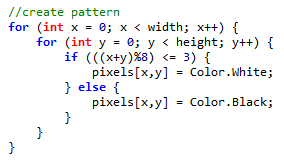 //create pattern
for (int x = 0; x < width; x++) {
    for (int y = 0; y < height; y++) {
        if (((x+y)%8) <= 3) {
            pixels[x,y] = Color.White;
        } else {
            pixels[x,y] = Color.Black;
        }
    }
}